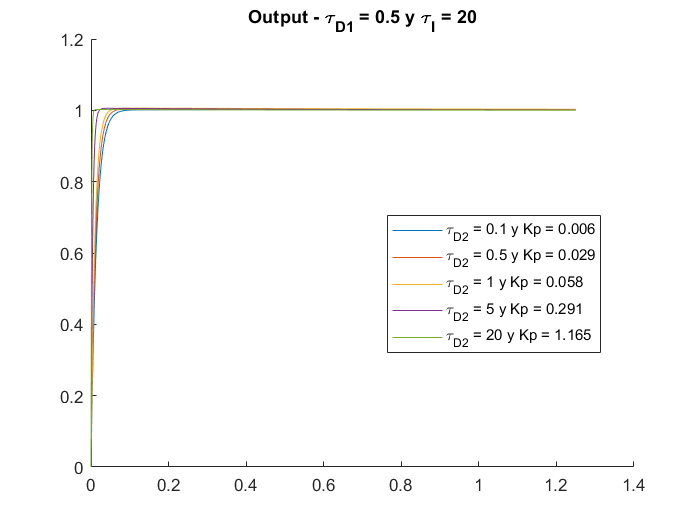 Output - τD1 = 0.5 y τI = 20
1.2
1
0.8
0.6
0.4
0.2
0
τD2 = 0.1 y Kp = 0.006
τD2 = 0.5 y Kp = 0.029
τD2 = 1 y Kp = 0.058
τD2 = 5 y Kp = 0.291
τD2 = 20 y Kp = 1.165
0 0.2 0.4 0.6 0.8 1 1.2 1.4